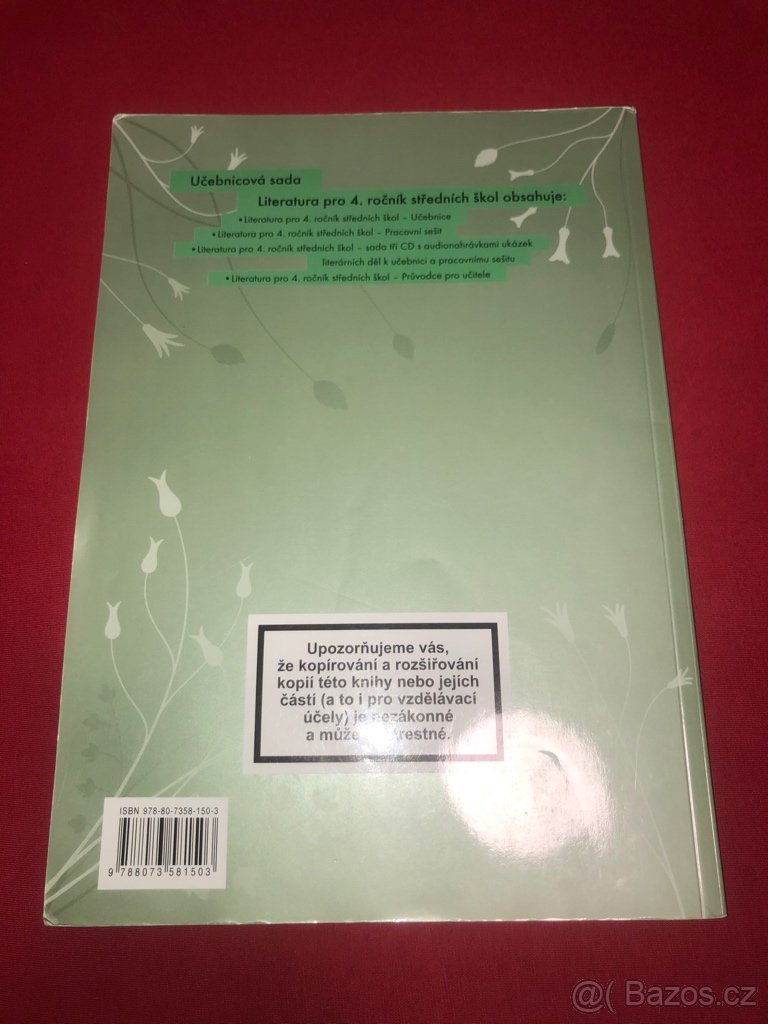 Učebnicová sada
Literatura pro 4. ročník středních škol obsahuje:
• Literatura pro 4. ročník středních škol – Učebnice
• Literatura pro 4. ročník středních škol – Pracovní sešit
• Literatura pro 4. ročník středních škol – sada tří CD s audionahrávkami ukázek
literárních děl k učebnici a pracovnímu sešitu
• Literatura pro 4. ročník středních škol – Průvodce pro učitele
Upozorňujeme vás,
že kopírování a rozšiřování
kopií této knihy nebo jejích
částí (a to i pro vzdělávací
účely) je nezákonné
a může
ISBN 978-80-7358-150-3
9 788073 581503
@( Bazos.cz